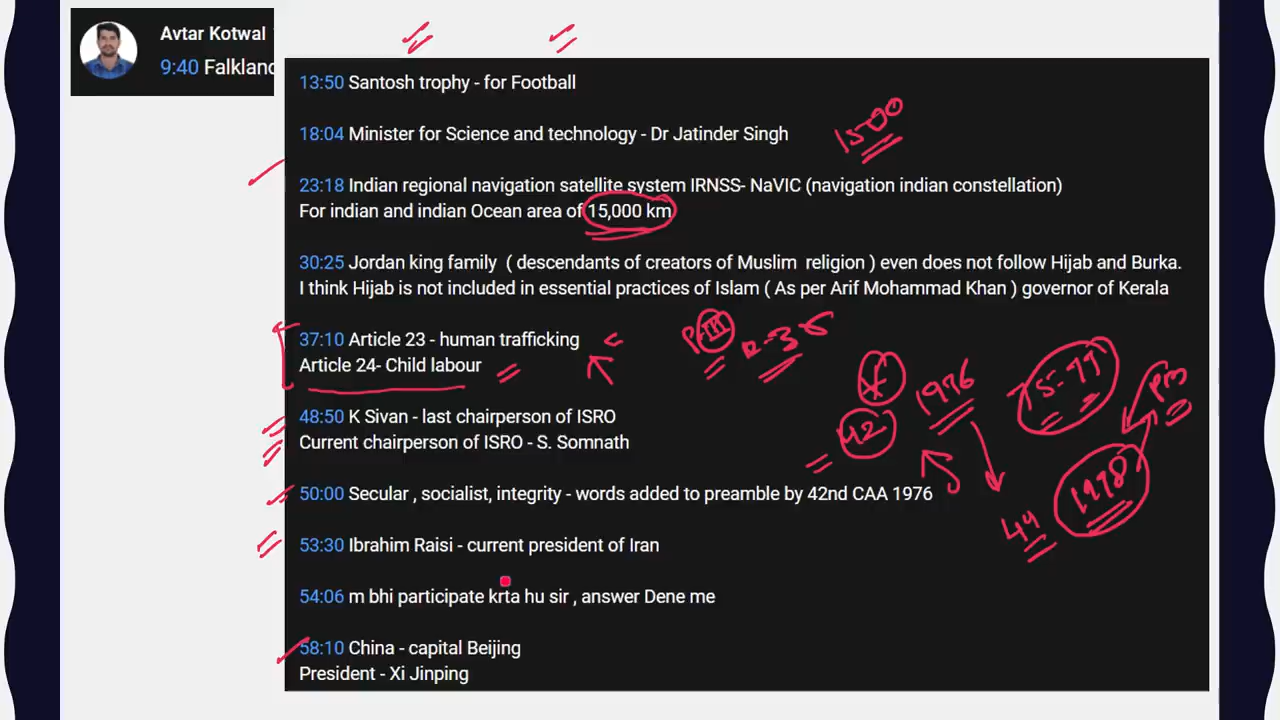 Avtar Kotwal
9:40 Falkland
13:50 Santosh trophy - for Football
18:04 Minister for Science and technology - Dr Jatinder Singh
1500
23:18 Indian regional navigation satellite system IRNSS- NaVIC (navigation indian constellation)
For indian and indian Ocean area of 15,000 km
30:25 Jordan king family ( descendants of creators of Muslim religion ) even does not follow Hijab and Burka.
I think Hijab is not included in essential practices of Islam ( As per Arif Mohammad Khan ) governor of Kerala
37:10 Article 23 - human trafficking
Article 24- Child labour
1976
42
48:50 K Sivan - last chairperson of ISRO
Current chairperson of ISRO - S. Somnath
50:00 Secular , socialist, integrity - words added to preamble by 42nd CAA 1976
1978
44
53:30 Ibrahim Raisi - current president of Iran
54:06 m bhi participate krta hu sir , answer Dene me
58:10 China - capital Beijing
President - Xi Jinping